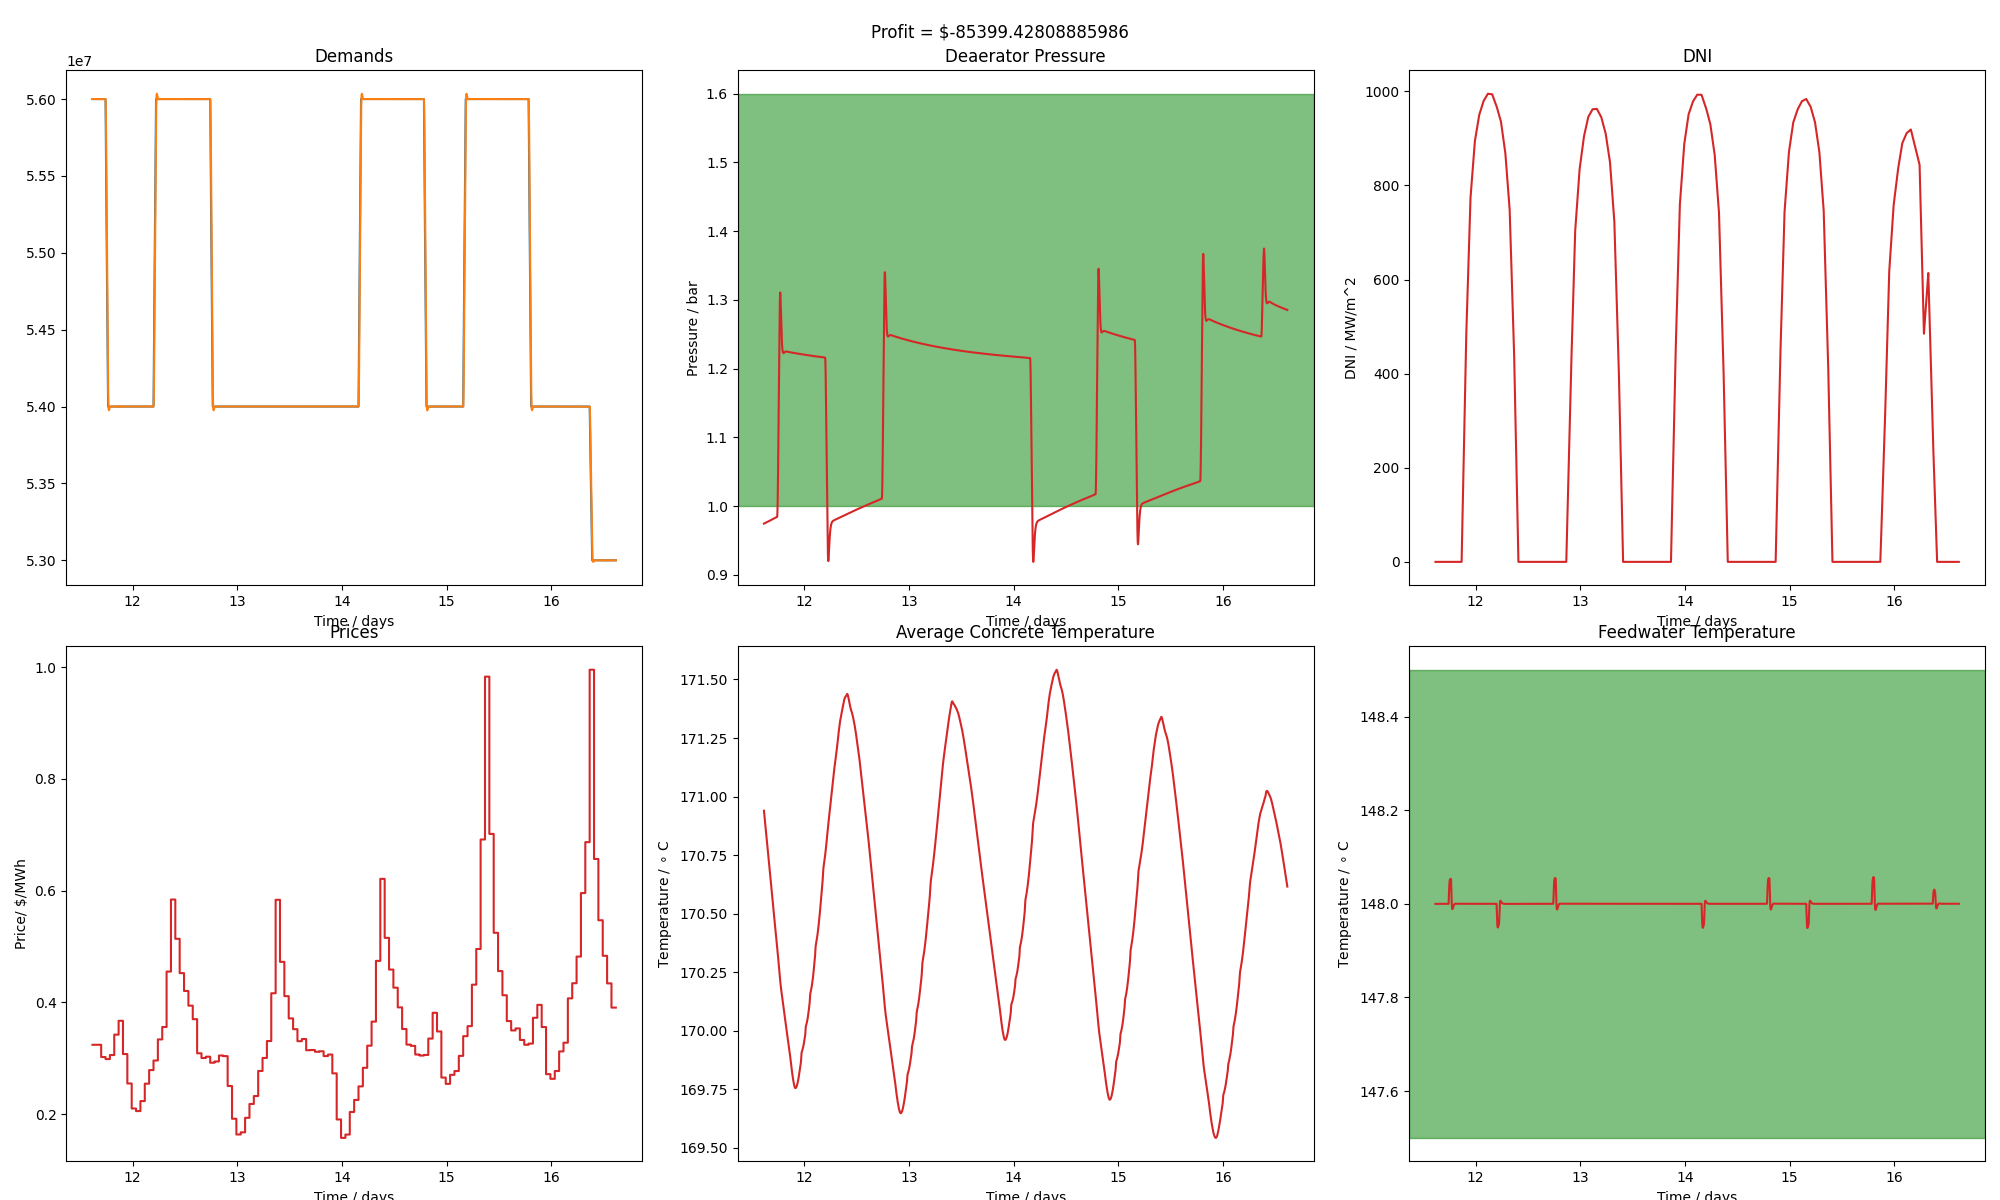 Profit = $-85399.42808885986
Demands
Deaerator Pressure
DNI
1e7
5.60
5.55
5.50
5.45
5.40
5.35
5.30
12 13 14 15 16
Time / days
Pressure / bar
1.6
1.5
1.4
1.3
1.2
1.1
1.0
0.9
12 13 14 15 16
Time / days
DNI / MW/m^2
1000
800
600
400
200
0
12 13 14 15 16
Time / days
Prices
Average Concrete Temperature
Feedwater Temperature
Price/ $/MWh
1.0
0.8
0.6
0.4
0.2
12 13 14 15 16
Time / days
Temperature / ∘ C
171.50
171.25
171.00
170.75
170.50
170.25
170.00
169.75
169.50
12 13 14 15 16
Time / days
Temperature / ∘ C
148.4
148.2
148.0
147.8
147.6
12 13 14 15 16
Time / days